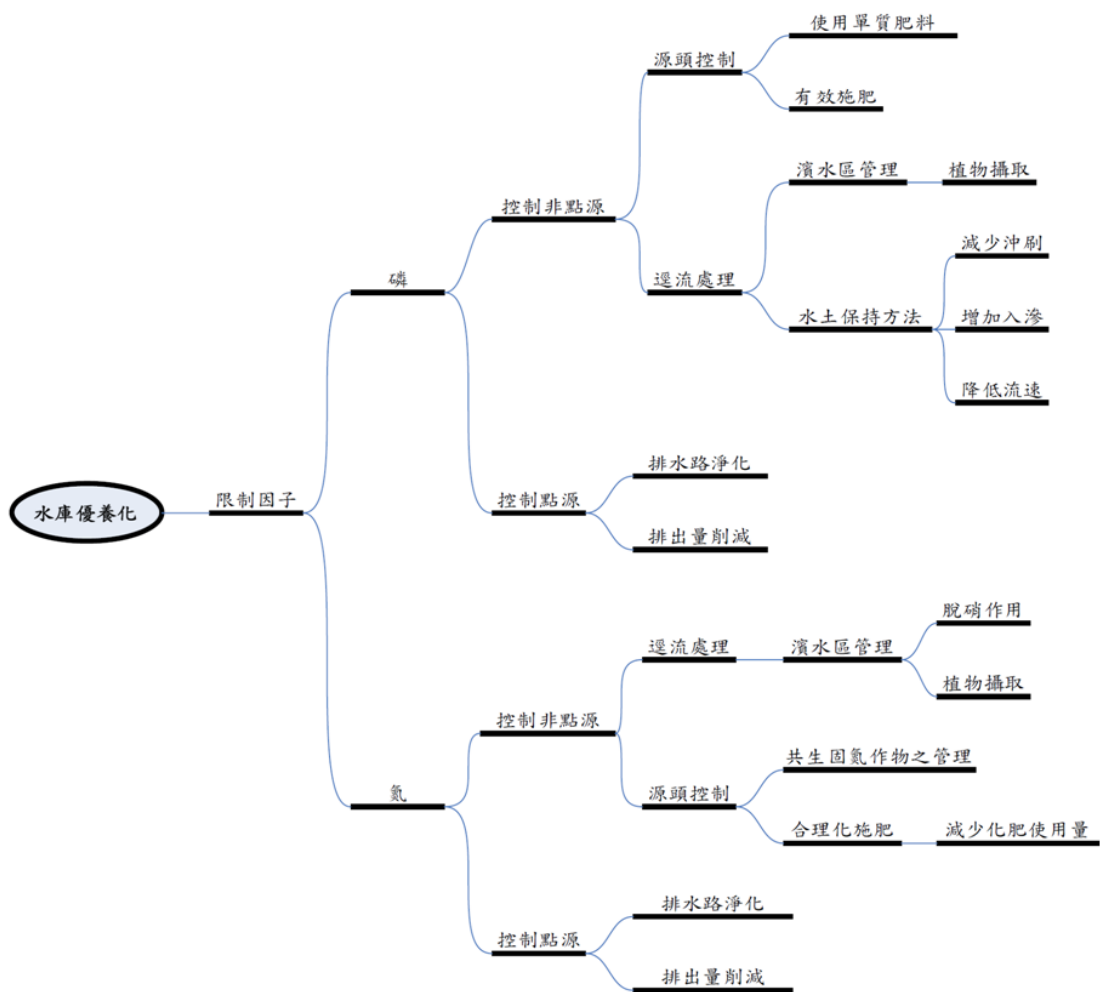 水庫優養化
限制因子
磷
控制非點源
源頭控制
使用單質肥料
有效施肥
逕流處理
濱水區管理
植物攝取
水土保持方法
減少沖刷
增加入滲
降低流速
控制點源
排水路淨化
排出量削減
氮
控制非點源
逕流處理
濱水區管理
脫硝作用
植物攝取
源頭控制
共生固氮作物之管理
合理化施肥
減少化肥使用量
控制點源
排水路淨化
排出量削減